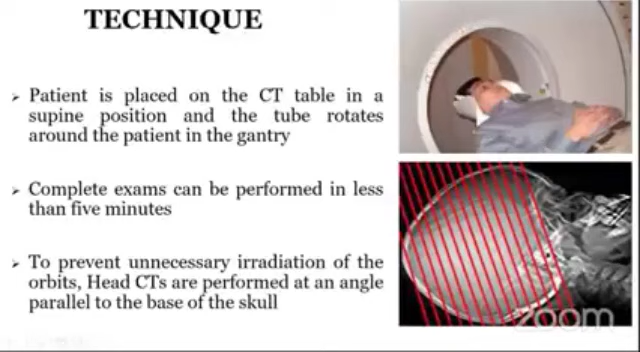 TECHNIQUE
➢ Patient is placed on the CT table in a
supine position and the tube rotates
around the patient in the gantry
➢ Complete exams can be performed in less
than five minutes
➢ To prevent unnecessary irradiation of the
orbits, Head CTs are performed at an angle
parallel to the base of the skull
zoom